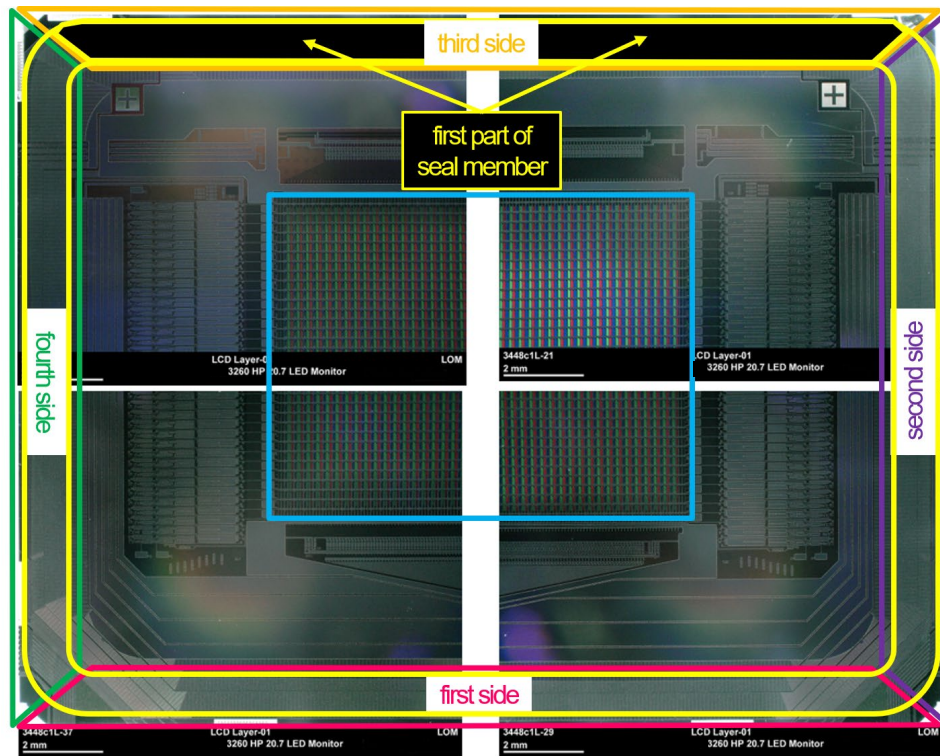 third side
first part of
seal member
fourth side
second side
LCD Layer-0
LOM
3260 HP 20.7 LED Monitor
3448c1L-21
LCD Layer-01
2 mm
3260 HP 20.7 LED Monitor
first side
3448c1L-37
LCD Layer-01
LOM
2 mm
3260 HP 20.7 LED Monitor
3448c1L-29
LCD Layer-01
LOM
2 mm
3260 HP 20.7 LED Monitor